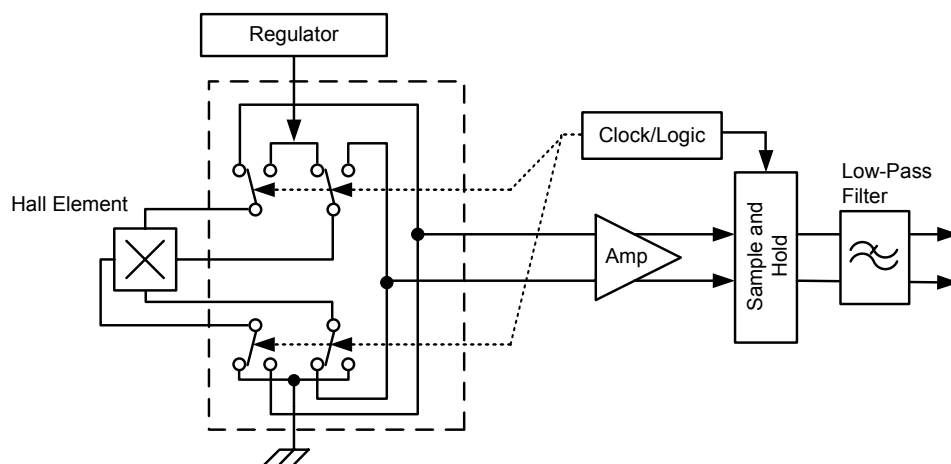 Regulator
Clock/Logic
Low-Pass
Filter
Hall Element
Amp
Sample and
Hold